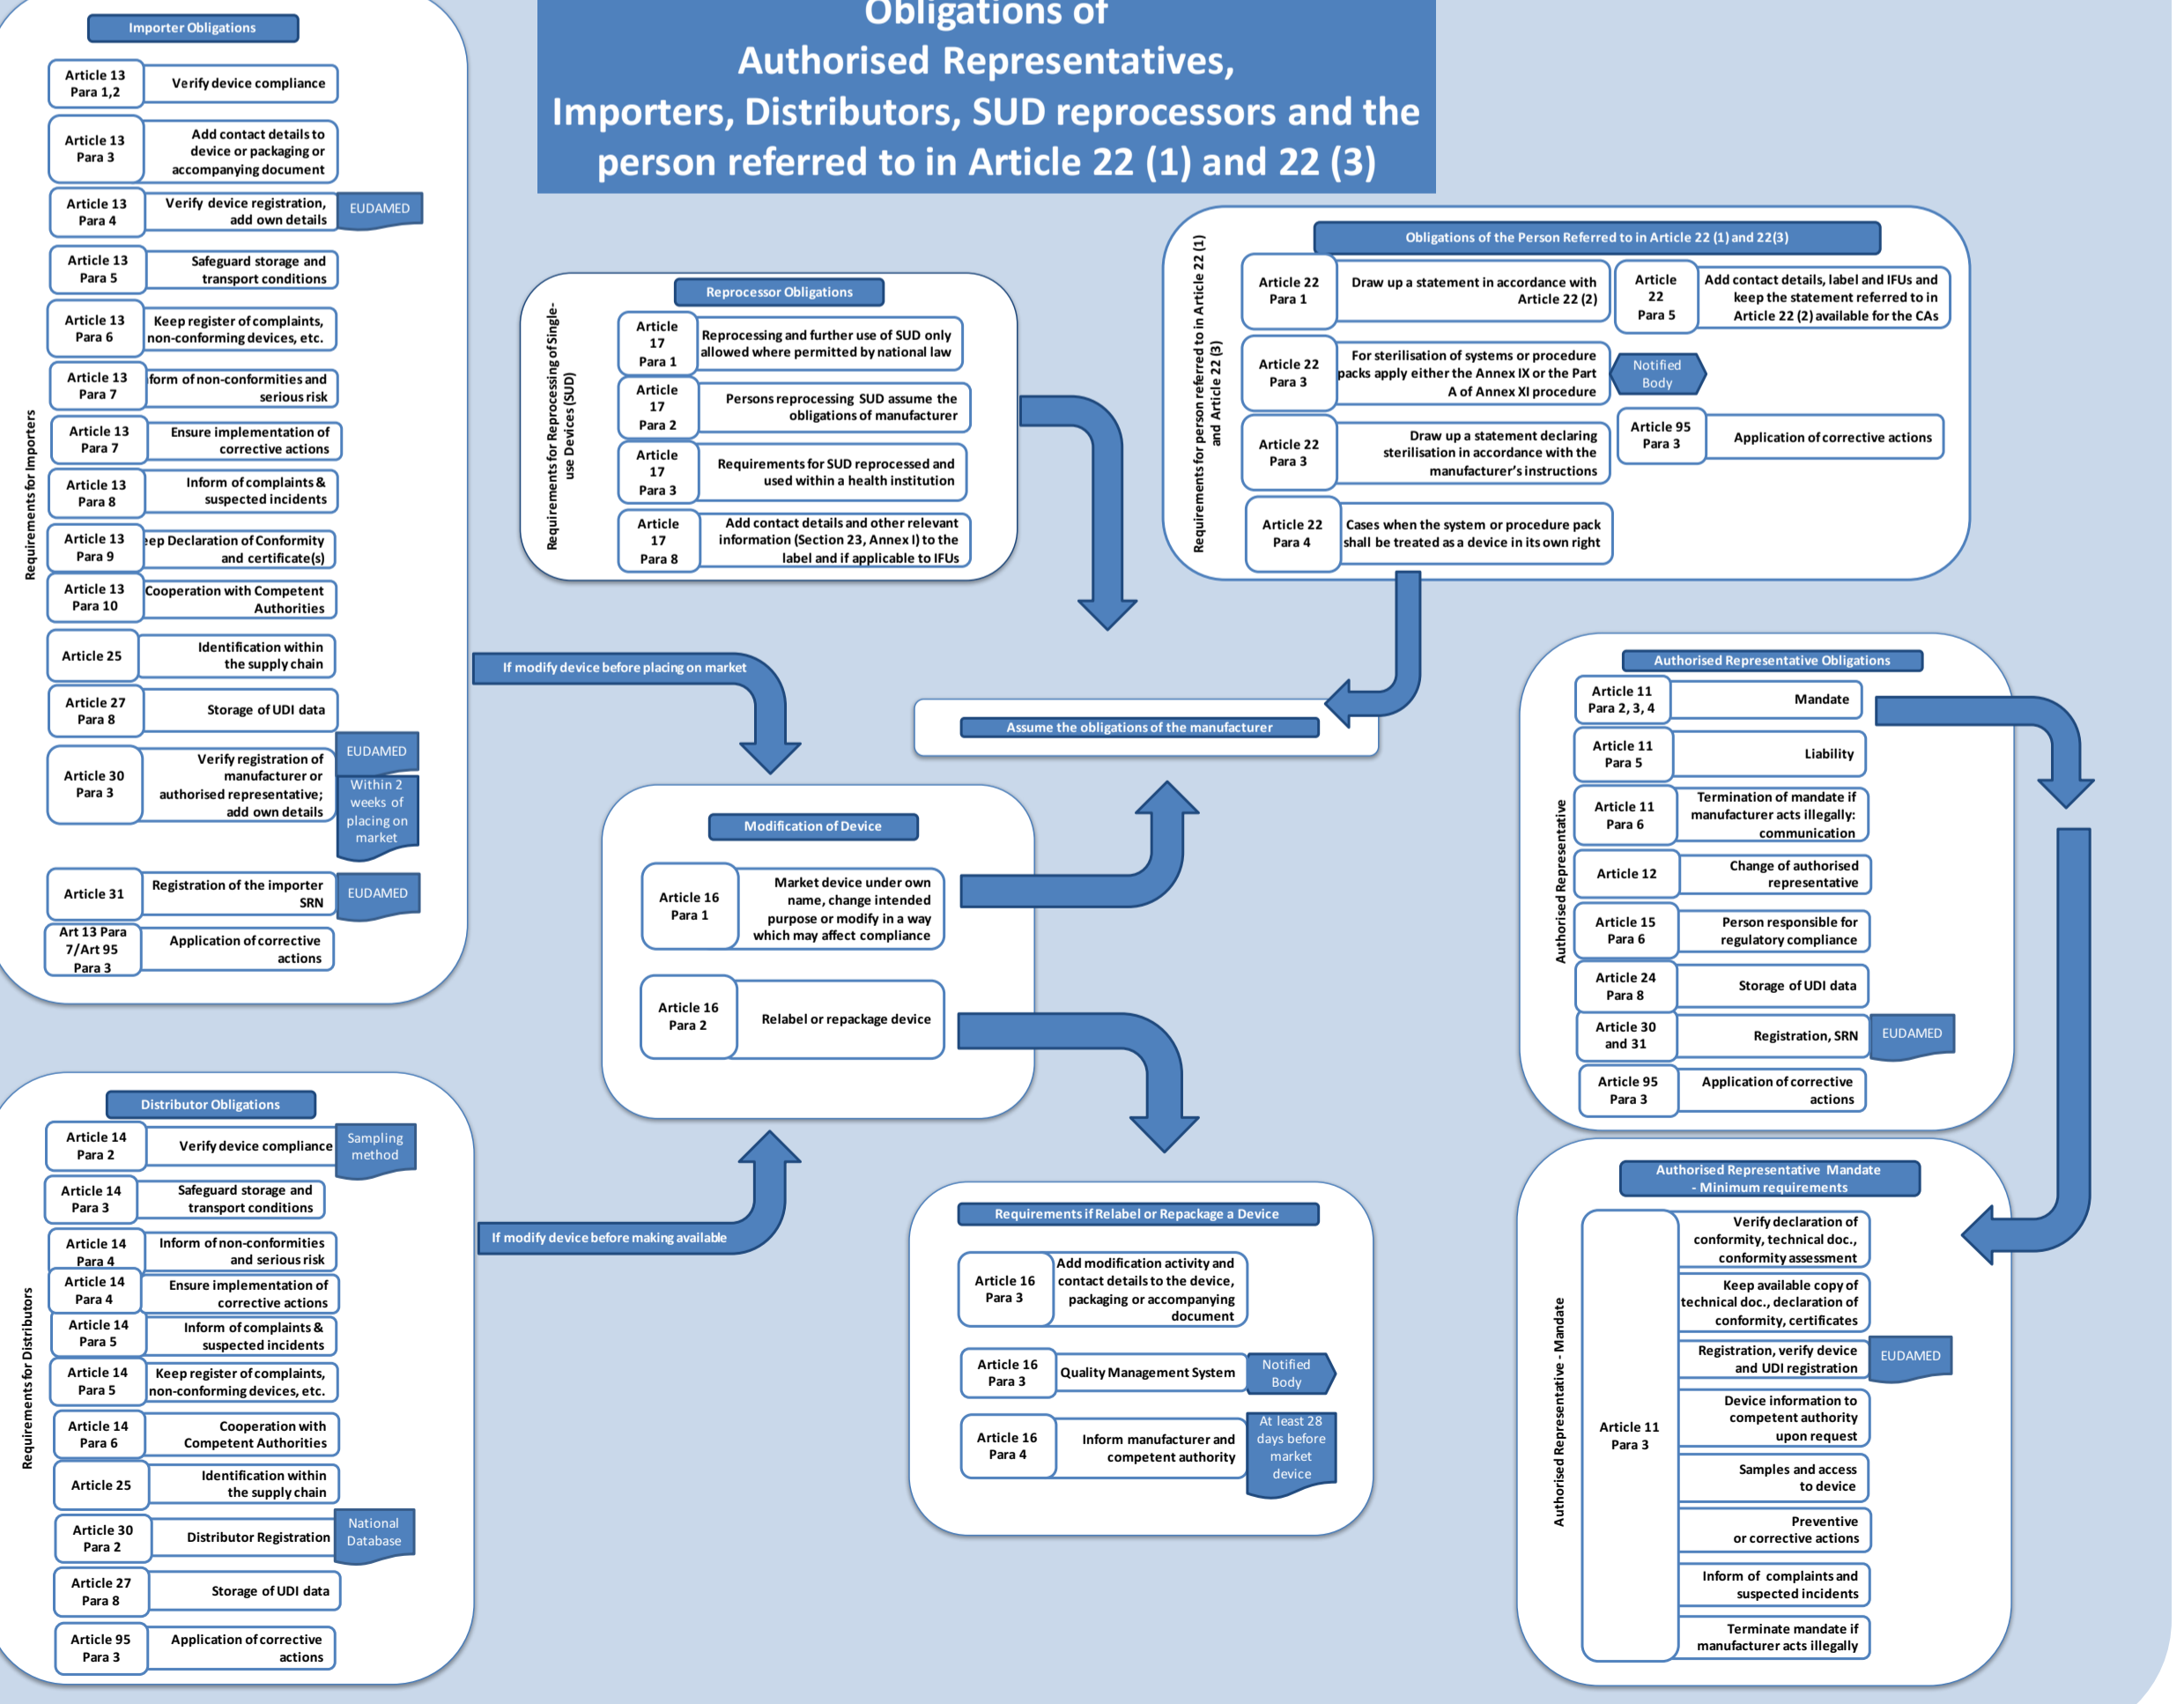 Obligations of
Authorised Representatives,
Importers, Distributors, SUD reprocessors and the
person referred to in Article 22 (1) and 22 (3)
Requirements for Importers
Importer Obligations
Article 13
Para 1,2
Verify device compliance
Article 13
Para 3
Add contact details to
device or packaging or
accompanying document
Article 13
Para 4
Verify device registration,
add own details
EUDAMED
Article 13
Para 5
Safeguard storage and
transport conditions
Article 13
Para 6
Keep register of complaints,
non-conforming devices, etc.
Article 13
Para 7
form of non-conformities and
serious risk
Article 13
Para 7
Ensure implementation of
corrective actions
Article 13
Para 8
Inform of complaints &
suspected incidents
Article 13
Para 9
eep Declaration of Conformity
and certificate(s)
Article 13
Para 10
Cooperation with Competent
Authorities
Article 25
Identification within
the supply chain
Article 27
Para 8
Storage of UDI data
Article 30
Para 3
Verify registration of
manufacturer or
authorised representative;
add own details
EUDAMED
Within 2
weeks of
placing on
market
Article 31
Registration of the importer
SRN
EUDAMED
Art 13 Para
7/Art 95
Para 3
Application of corrective
actions
Requirements for Distributors
Distributor Obligations
Article 14
Para 2
Verify device compliance
Sampling
method
Article 14
Para 3
Safeguard storage and
transport conditions
Article 14
Para 4
Inform of non-conformities
and serious risk
Article 14
Para 4
Ensure implementation of
corrective actions
Article 14
Para 5
Inform of complaints &
suspected incidents
Article 14
Para 5
Keep register of complaints,
non-conforming devices, etc.
Article 14
Para 6
Cooperation with
Competent Authorities
Article 25
Identification within
the supply chain
Article 30
Para 2
Distributor Registration
National
Database
Article 27
Para 8
Storage of UDI data
Article 95
Para 3
Application of corrective
actions
Requirements for Reprocessing of Single-
use Devices (SUD)
Reprocessor Obligations
Article
17
Para 1
Reprocessing and further use of SUD only
allowed where permitted by national law
Article
17
Para 2
Persons reprocessing SUD assume the
obligations of manufacturer
Article
17
Para 3
Requirements for SUD reprocessed and
used within a health institution
Article
17
Para 8
Add contact details and other relevant
information (Section 23, Annex I) to the
label and if applicable to IFUs
If modify device before placing on market
If modify device before making available
Modification of Device
Article 16
Para 1
Market device under own
name, change intended
purpose or modify in a way
which may affect compliance
Article 16
Para 2
Relabel or repackage device
Assume the obligations of the manufacturer
Requirements if Relabel or Repackage a Device
Article 16
Para 3
Add modification activity and
contact details to the device,
packaging or accompanying
document
Article 16
Para 3
Quality Management System
Notified
Body
Article 16
Para 4
Inform manufacturer and
competent authority
At least 28
days before
market
device
Requirements for person referred to in Article 22 (1)
and Article 22 (3)
Obligations of the Person Referred to in Article 22 (1) and 22(3)
Article 22
Para 1
Draw up a statement in accordance with
Article 22 (2)
Article 22
Para 3
For sterilisation of systems or procedure
packs apply either the Annex IX or the Part
A of Annex XI procedure
Notified
Body
Article 22
Para 3
Draw up a statement declaring
sterilisation in accordance with the
manufacturer's instructions
Article 22
Para 4
Cases when the system or procedure pack
shall be treated as a device in its own right
Article
22
Para 5
Add contact details, label and IFUs and
keep the statement referred to in
Article 22 (2) available for the CAs
Article 95
Para 3
Application of corrective actions
Authorised Representative
Authorised Representative Obligations
Article 11
Para 2, 3, 4
Mandate
Article 11
Para 5
Liability
Article 11
Para 6
Termination of mandate if
manufacturer acts illegally:
communication
Article 12
Change of authorised
representative
Article 15
Para 6
Person responsible for
regulatory compliance
Article 24
Para 8
Storage of UDI data
Article 30
and 31
Registration, SRN
EUDAMED
Article 95
Para 3
Application of corrective
actions
Authorised Representative - Mandate
Authorised Representative Mandate
- Minimum requirements
Article 11
Para 3
Verify declaration of
conformity, technical doc.,
conformity assessment
Keep available copy of
technical doc., declaration of
conformity, certificates
Registration, verify device
and UDI registration
EUDAMED
Device information to
competent authority
upon request
Samples and access
to device
Preventive
or corrective actions
Inform of complaints and
suspected incidents
Terminate mandate if
manufacturer acts illegally